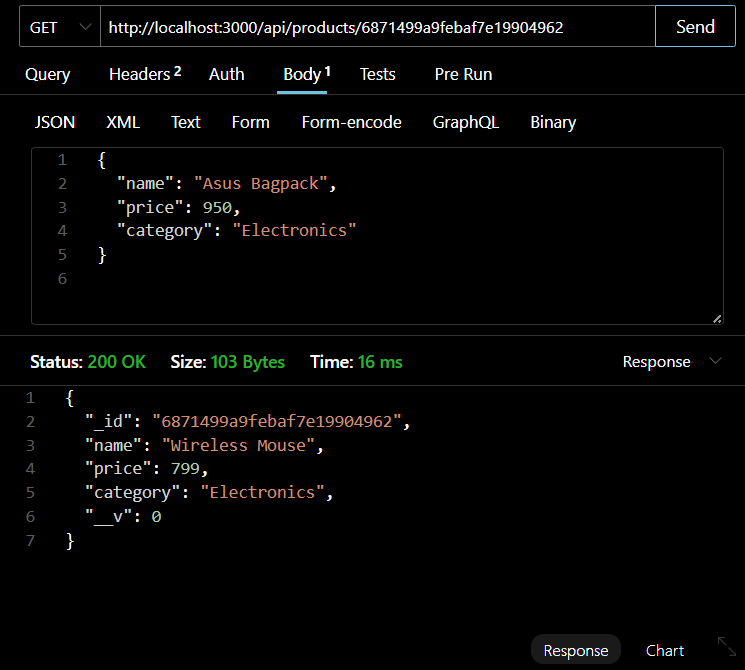 GET http://localhost:3000/api/products/6871499a9febaf7e19904962 Send
Query Headers 2 Auth Body 1 Tests Pre Run
JSON XML Text Form Form-encode GraphQL Binary
1 {
2 "name": "Asus Bagpack",
3 "price": 950,
4 "category": "Electronics"
5 }
6
Status: 200 OK Size: 103 Bytes Time: 16 ms Response
1 {
2 "_id": "6871499a9febaf7e19904962",
3 "name": "Wireless Mouse",
4 "price": 799,
5 "category": "Electronics",
6 "__v": 0
7 }
Response Chart